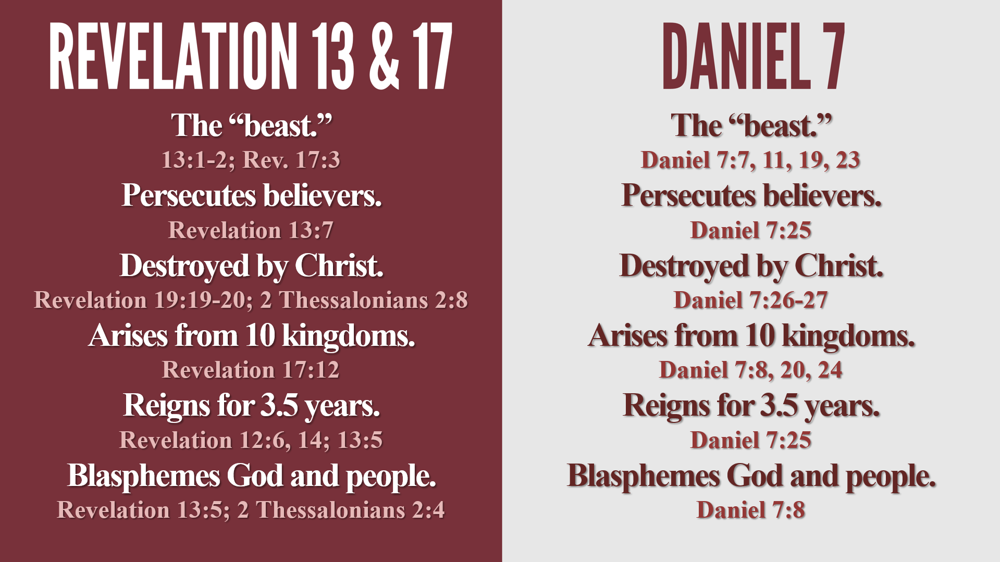 REVELATION 13 & 17
The “beast.”
13:1-2; Rev. 17:3
Persecutes believers.
Revelation 13:7
Destroyed by Christ.
Revelation 19:19-20; 2 Thessalonians 2:8
Arises from 10 kingdoms.
Revelation 17:12
Reigns for 3.5 years.
Revelation 12:6, 14; 13:5
Blasphemes God and people.
Revelation 13:5; 2 Thessalonians 2:4
DANIEL 7
The “beast.”
Daniel 7:7, 11, 19, 23
Persecutes believers.
Daniel 7:25
Destroyed by Christ.
Daniel 7:26-27
Arises from 10 kingdoms.
Daniel 7:8, 20, 24
Reigns for 3.5 years.
Daniel 7:25
Blasphemes God and people.
Daniel 7:8